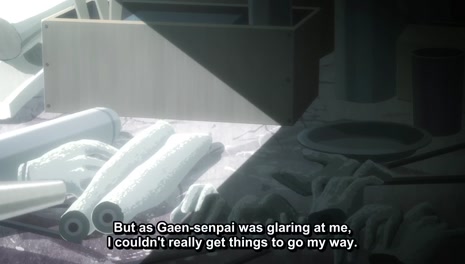 But as Gaen-senpai was glaring at me,
I couldn't really get things to go my way.